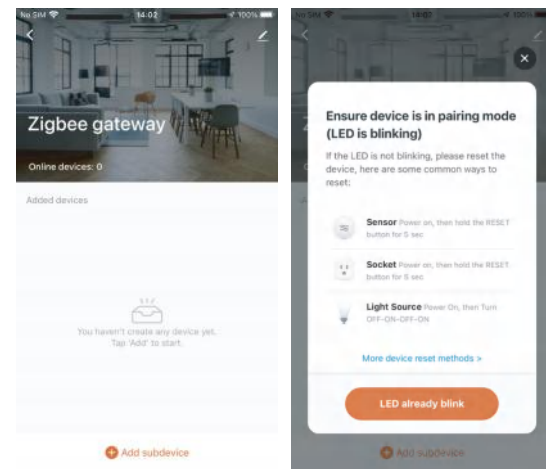 No SIM 14:02 100%
Zigbee gateway
Online devices: 0
Added devices
You haven't create any device yet.
Tap 'Add' to start.
Add subdevice
No SIM 100%
Ensure device is in pairing mode
(LED is blinking)
If the LED is not blinking, please reset the
device, here are some common ways to
reset:
Sensor Power on, then hold the RESET
button for 5 sec
Socket Power on, then hold the RESET
button for 5 sec
Light Source Power On, then Turn
OFF-ON-OFF-ON
More device reset methods >
LED already blink
Add subdevice